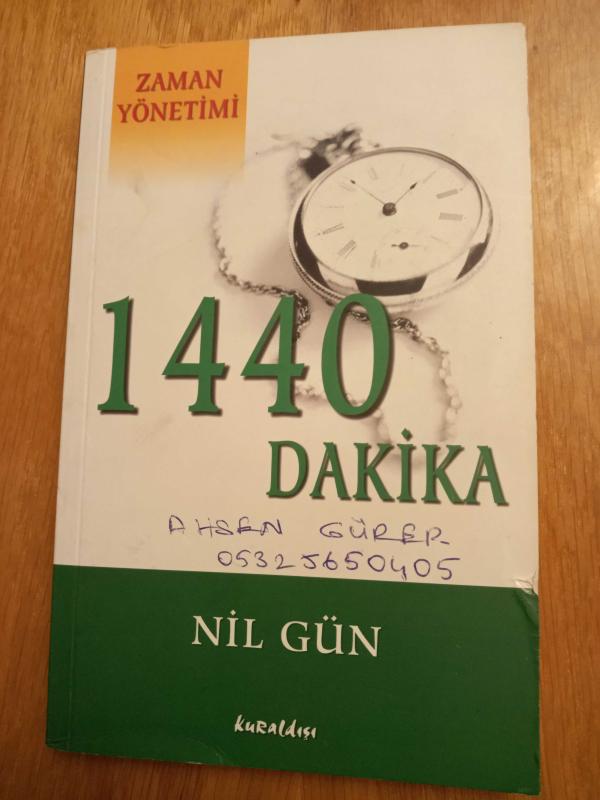 ZAMAN
YÖNETİMİ
1440
DAKİKA
AHSEN GÜRER
05325650405
NİL GÜN
kuraldışı